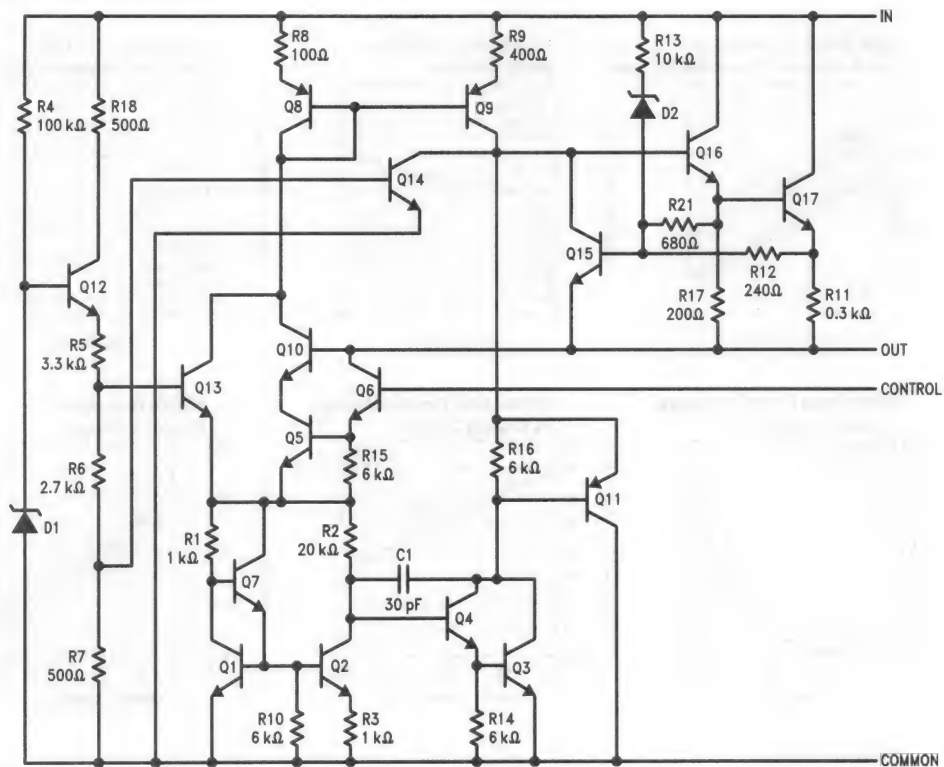 IN
R8
100Ω
R9
400Ω
R13
10 kΩ
R4
100 kΩ
R18
500Ω
Q8
Q9
D2
Q16
Q14
Q17
R21
680Ω
Q15
R12
240Ω
Q12
R17
200Ω
R11
0.3 kΩ
R5
3.3 kΩ
Q10
OUT
Q13
Q6
CONTROL
Q5
R15
6 kΩ
R16
6 kΩ
R6
2.7 kΩ
Q11
D1
R1
1 kΩ
R2
20 kΩ
C1
30 pF
Q7
Q4
R7
500Ω
Q1
Q2
Q3
R10
6 kΩ
R3
1 kΩ
R14
6 kΩ
COMMON